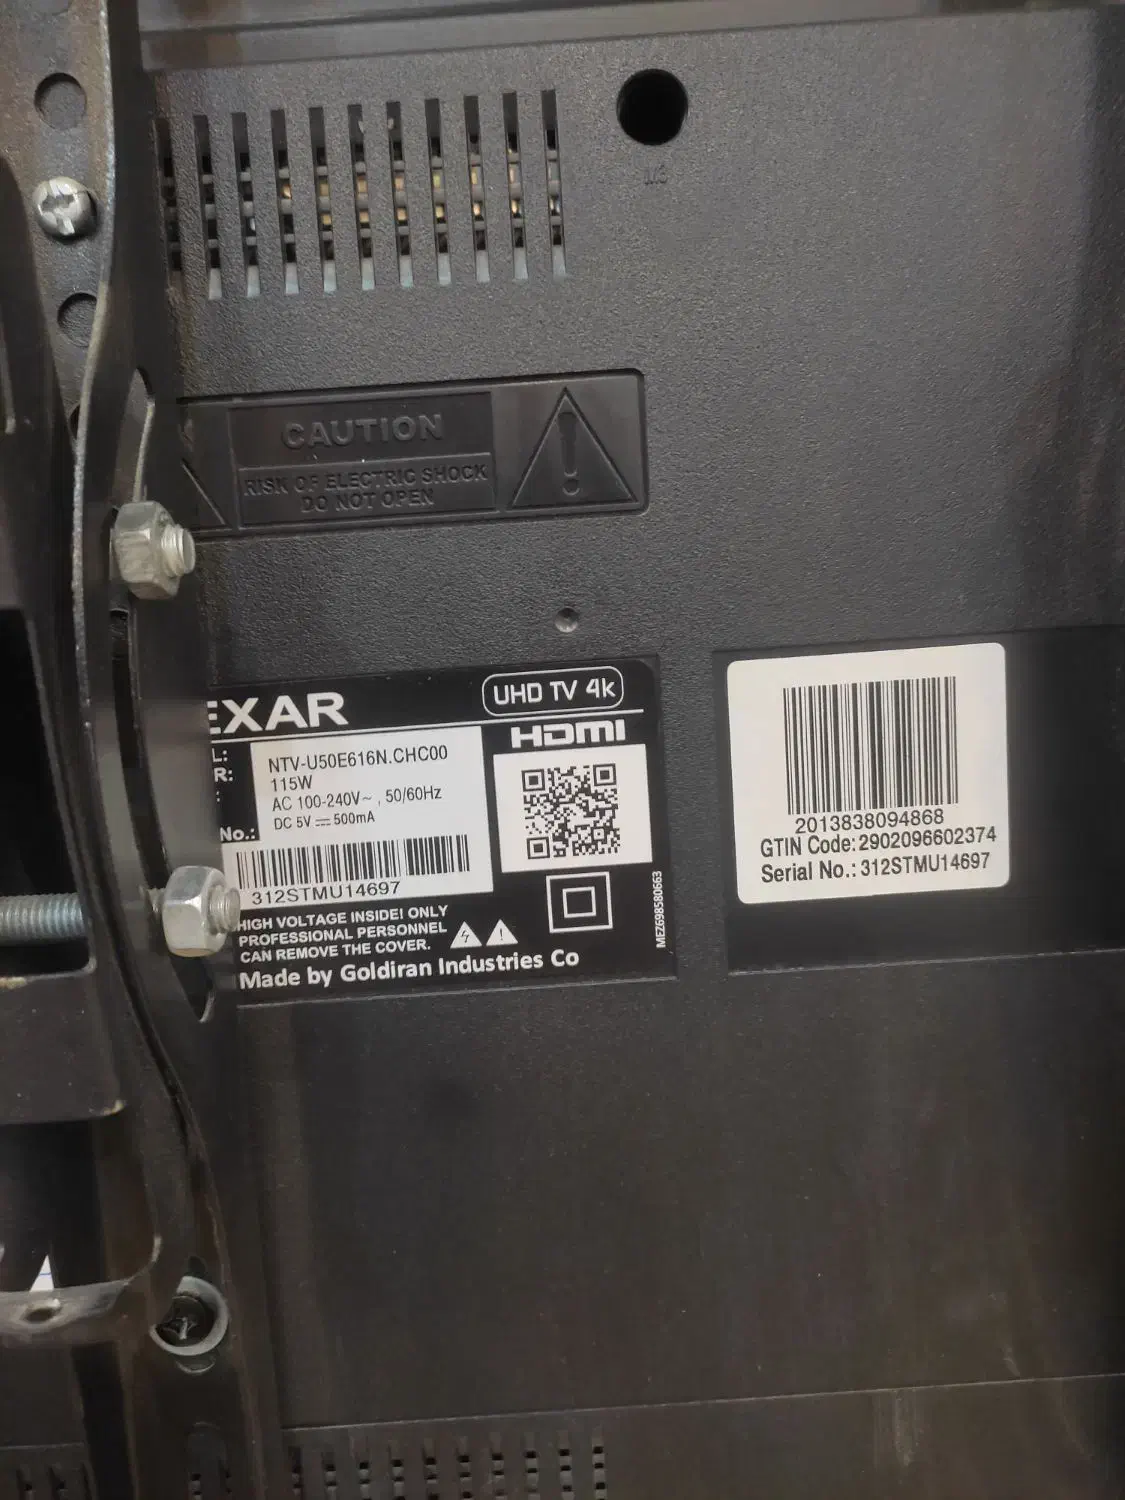 M6
CAUTION
RISK OF ELECTRIC SHOCK
DO NOT OPEN
EXAR
UHD TV 4k
HDMI
L: NTV-U50E616N.CHC00
R: 115W
: AC 100-240V~ , 50/60Hz
DC 5V ⎓ 500mA
No.:
312STMU14697
HIGH VOLTAGE INSIDE! ONLY
PROFESSIONAL PERSONNEL
CAN REMOVE THE COVER.
Made by Goldiran Industries Co
MEZ698580663
2013838094868
GTIN Code: 2902096602374
Serial No.: 312STMU14697